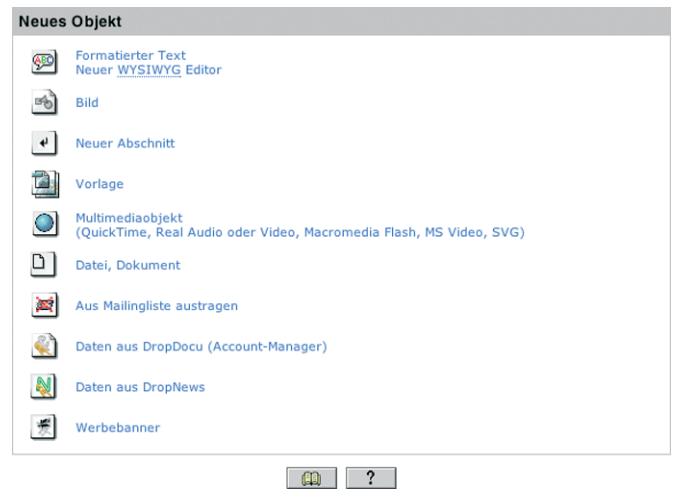 Neues Objekt
Formatierter Text
Neuer WYSIWYG Editor
Bild
Neuer Abschnitt
Vorlage
Multimediaobjekt
(QuickTime, Real Audio oder Video, Macromedia Flash, MS Video, SVG)
Datei, Dokument
Aus Mailingliste austragen
Daten aus DropDocu (Account-Manager)
Daten aus DropNews
Werbebanner
?